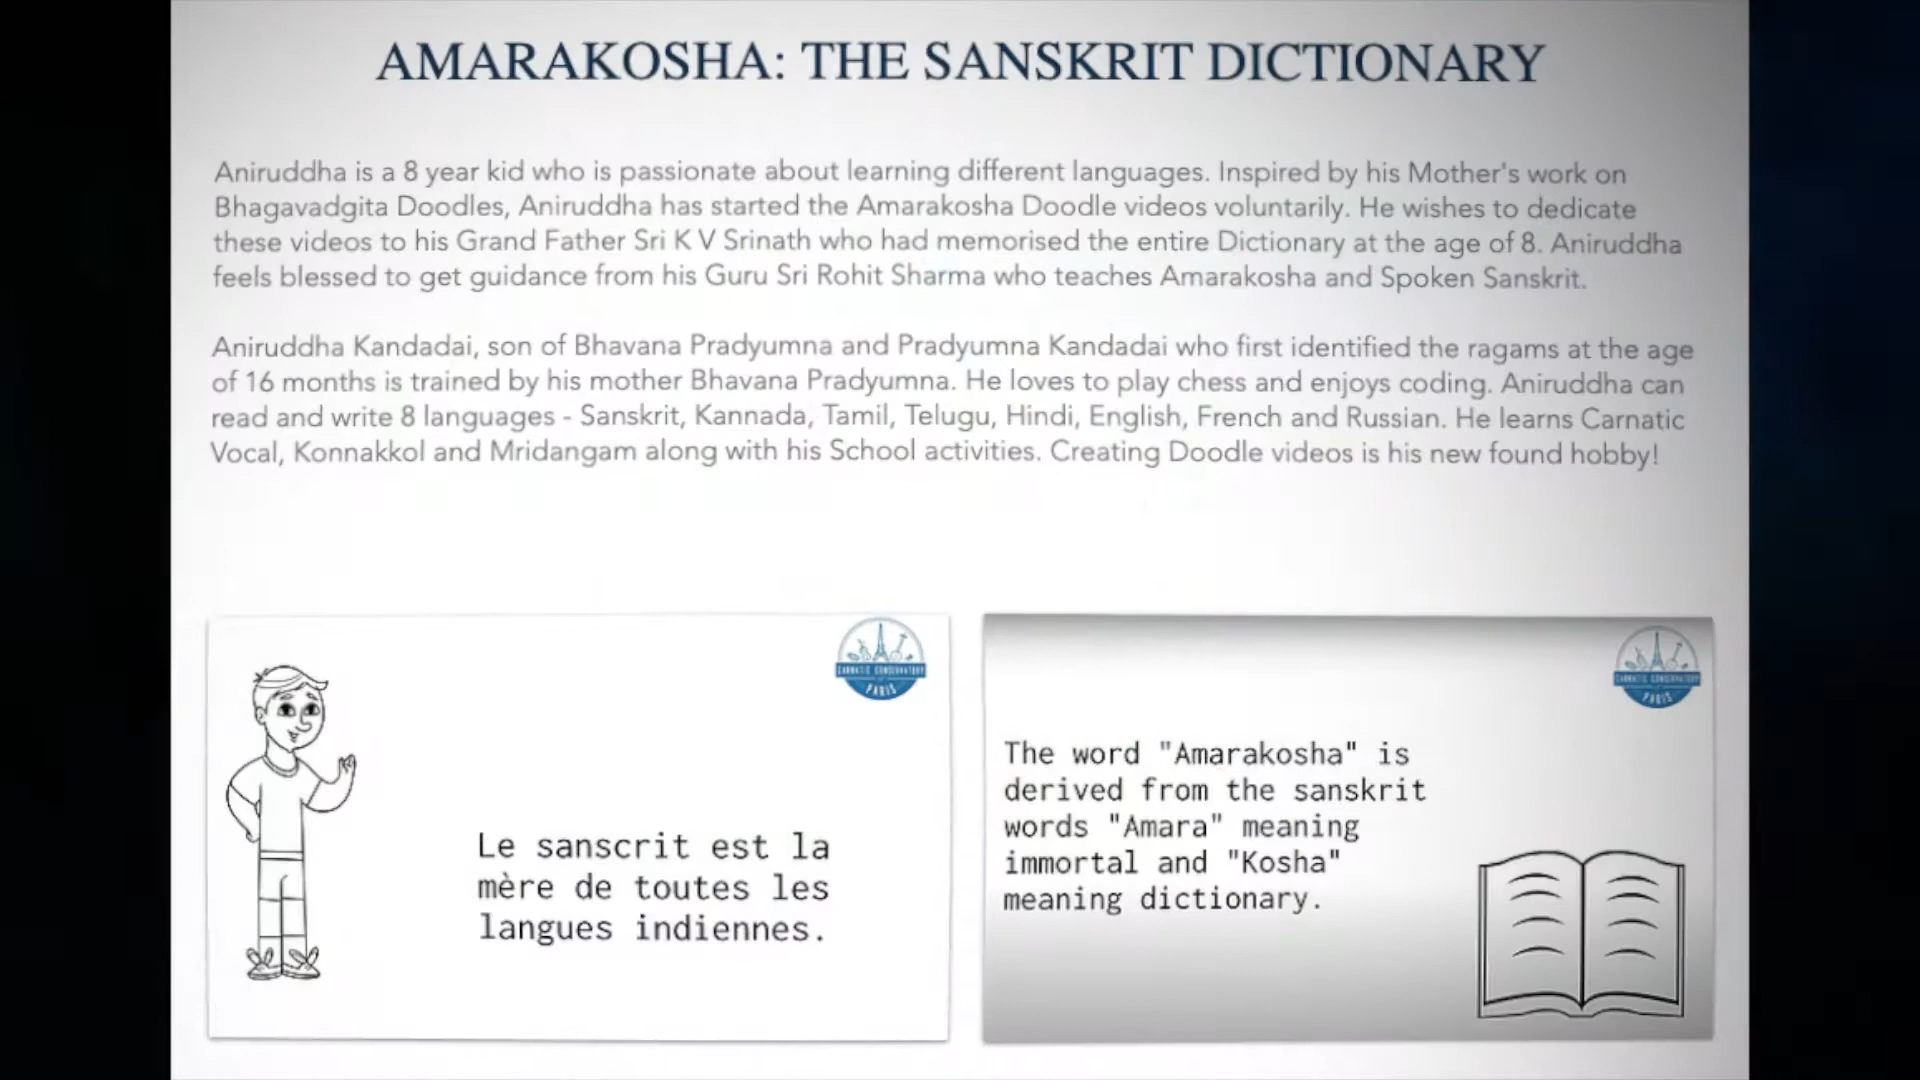 AMARAKOSHA: THE SANSKRIT DICTIONARY
Aniruddha is a 8 year kid who is passionate about learning different languages. Inspired by his Mother's work on
Bhagavadgita Doodles, Aniruddha has started the Amarakosha Doodle videos voluntarily. He wishes to dedicate
these videos to his Grand Father Sri K V Srinath who had memorised the entire Dictionary at the age of 8. Aniruddha
feels blessed to get guidance from his Guru Sri Rohit Sharma who teaches Amarakosha and Spoken Sanskrit.
Aniruddha Kandadai, son of Bhavana Pradyumna and Pradyumna Kandadai who first identified the ragams at the age
of 16 months is trained by his mother Bhavana Pradyumna. He loves to play chess and enjoys coding. Aniruddha can
read and write 8 languages - Sanskrit, Kannada, Tamil, Telugu, Hindi, English, French and Russian. He learns Carnatic
Vocal, Konnakkol and Mridangam along with his School activities. Creating Doodle videos is his new found hobby!
CARNATIC CONSERVATORY
PARIS
Le sanscrit est la
mère de toutes les
langues indiennes.
CARNATIC CONSERVATORY
PARIS
The word "Amarakosha" is
derived from the sanskrit
words "Amara" meaning
immortal and "Kosha"
meaning dictionary.